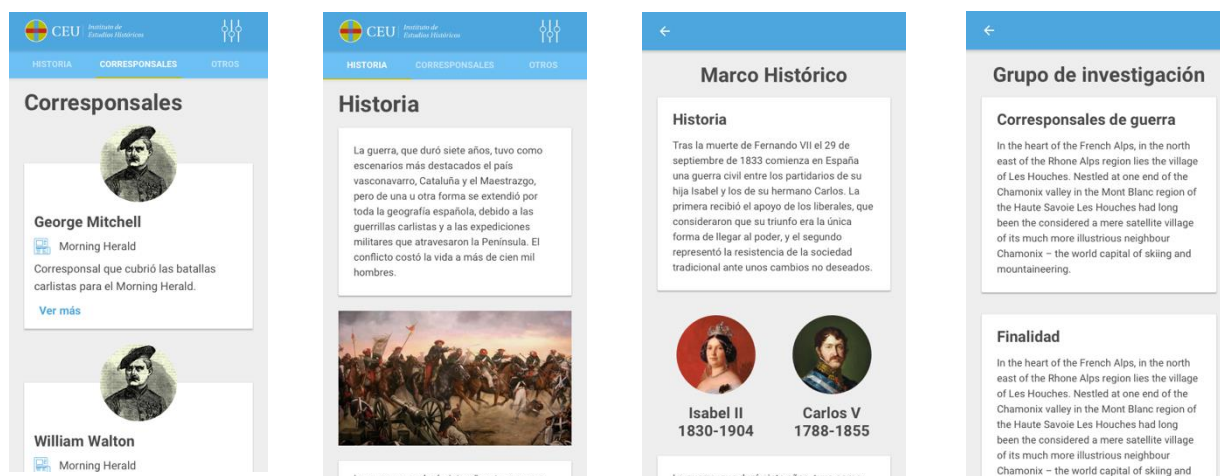 CEU
Instituto de
Estudios Históricos
HISTORIA CORRESPONSALES OTROS
Corresponsales
George Mitchell
Morning Herald
Corresponsal que cubrió las batallas
carlistas para el Morning Herald.
Ver más
William Walton
Morning Herald
CEU
Instituto de
Estudios Históricos
HISTORIA CORRESPONSALES OTROS
Historia
La guerra, que duró siete años, tuvo como
escenarios más destacados el país
vasconavarro, Cataluña y el Maestrazgo,
pero de una u otra forma se extendió por
toda la geografía española, debido a las
guerrillas carlistas y a las expediciones
militares que atravesaron la Península. El
conflicto costó la vida a más de cien mil
hombres.
Marco Histórico
Historia
Tras la muerte de Fernando VII el 29 de
septiembre de 1833 comienza en España
una guerra civil entre los partidarios de su
hija Isabel y los de su hermano Carlos. La
primera recibió el apoyo de los liberales, que
consideraron que su triunfo era la única
forma de llegar al poder, y el segundo
representó la resistencia de la sociedad
tradicional ante unos cambios no deseados.
Isabel II
1830-1904
Carlos V
1788-1855
Grupo de investigación
Corresponsales de guerra
In the heart of the French Alps, in the north
east of the Rhone Alps region lies the village
of Les Houches. Nestled at one end of the
Chamonix valley in the Mont Blanc region of
the Haute Savoie Les Houches had long
been the considered a mere satellite village
of its much more illustrious neighbour
Chamonix – the world capital of skiing and
mountaineering.
Finalidad
In the heart of the French Alps, in the north
east of the Rhone Alps region lies the village
of Les Houches. Nestled at one end of the
Chamonix valley in the Mont Blanc region of
the Haute Savoie Les Houches had long
been the considered a mere satellite village
of its much more illustrious neighbour
Chamonix – the world capital of skiing and